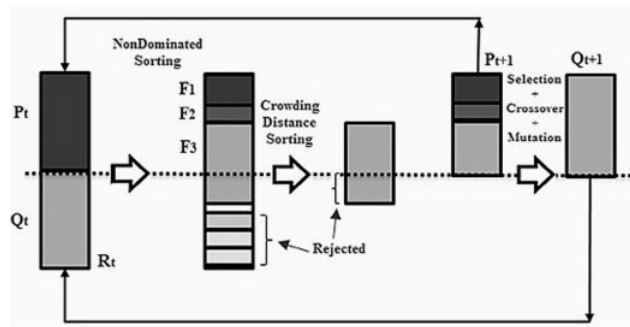 NonDominated
Sorting
Pt
Qt
Rt
F1
F2
F3
Crowding
Distance
Sorting
Rejected
Pt+1
Selection
+
Crossover
+
Mutation
Qt+1